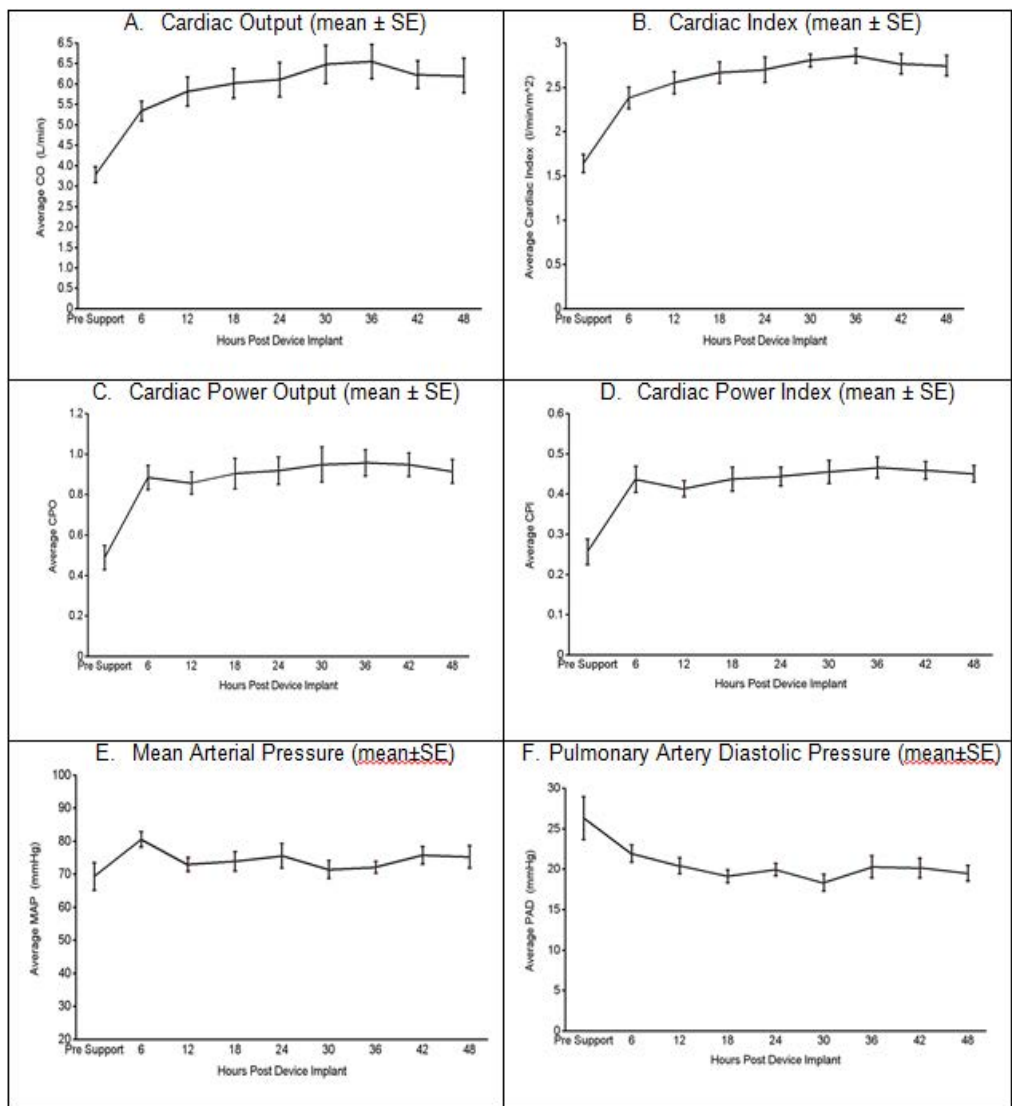 A. Cardiac Output (mean ± SE)
6.5
6.0
6.5
5.5
5.0
4.5
4.0
3.0
2.5
2.0
6.5
1.0
0.5
0
Average CO (L/min)
Pre Support 6 12 18 24 30 36 42 48
Hours Post Device Implant
B. Cardiac Index (mean ± SE)
3
2.5
2
1.5
1
0.5
0
Average Cardiac Index (l/min/m^2)
Pre Support 6 12 18 24 30 36 42 48
Hours Post Device Implant
C. Cardiac Power Output (mean ± SE)
1.2
1.0
0.8
0.6
0.4
0.2
0
Average CPO
Pre Support 6 12 18 24 30 36 42 48
Hours Post Device Implant
D. Cardiac Power Index (mean ± SE)
0.6
0.5
0.4
0.3
0.2
0.1
0
Average CPI
Pre Support 6 12 18 24 30 36 42 48
Hours Post Device Implant
E. Mean Arterial Pressure (mean±SE)
100
90
80
70
60
50
40
30
20
Average MAP (mmHg)
Pre Support 6 12 18 24 30 36 42 48
Hours Post Device Implant
F. Pulmonary Artery Diastolic Pressure (mean±SE)
30
25
20
15
10
5
0
Average PAD (mmHg)
Pre Support 6 12 18 24 30 36 42 48
Hours Post Device Implant